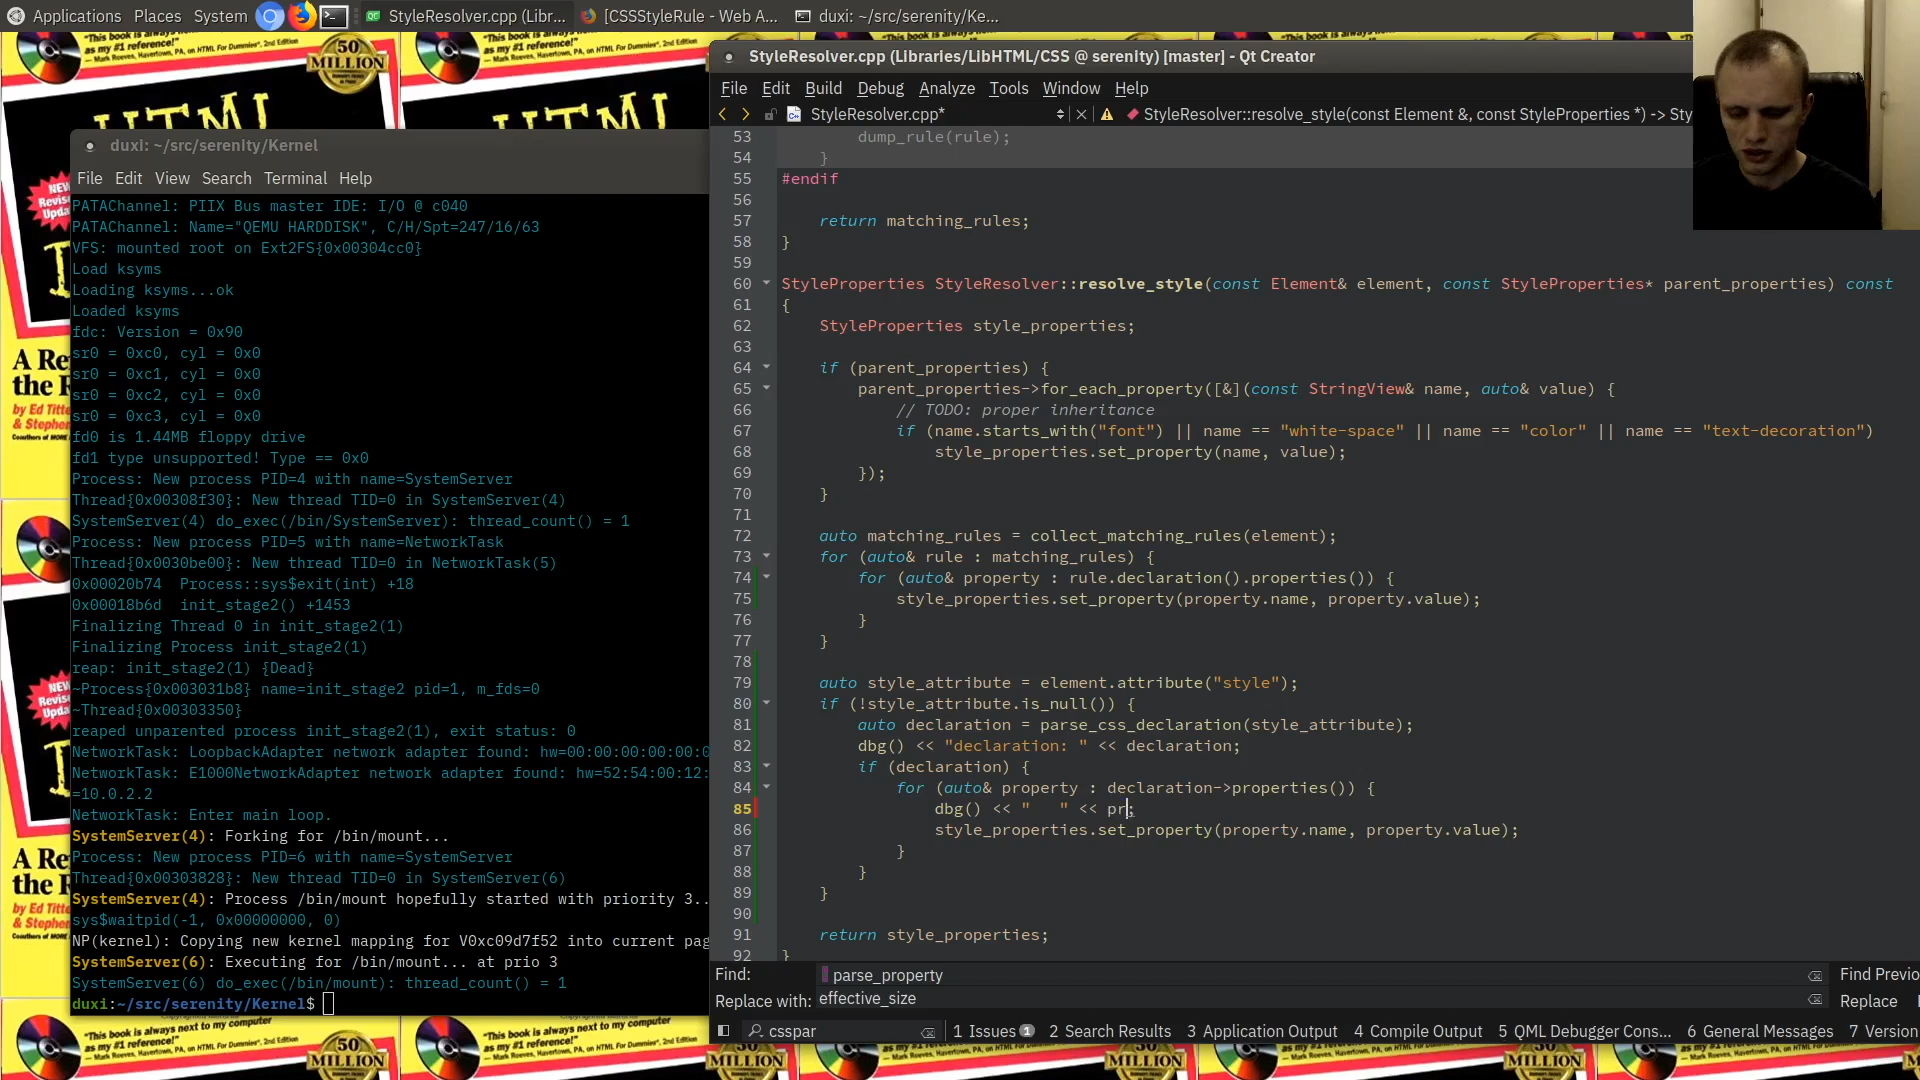 Applications Places System
StyleResolver.cpp (Libr...
[CSSStyleRule - Web A...
duxi: ~/src/serenity/Ke...
duxi: ~/src/serenity/Kernel
File Edit View Search Terminal Help
PATAChannel: PIIX Bus master IDE: I/O @ c040
PATAChannel: Name="QEMU HARDDISK", C/H/Spt=247/16/63
VFS: mounted root on Ext2FS{0x00304cc0}
Load ksyms
Loading ksyms...ok
Loaded ksyms
fdc: Version = 0x90
sr0 = 0xc0, cyl = 0x0
sr0 = 0xc1, cyl = 0x0
sr0 = 0xc2, cyl = 0x0
sr0 = 0xc3, cyl = 0x0
fd0 is 1.44MB floppy drive
fd1 type unsupported! Type == 0x0
Process: New process PID=4 with name=SystemServer
Thread{0x00308f30}: New thread TID=0 in SystemServer(4)
SystemServer(4) do_exec(/bin/SystemServer): thread_count() = 1
Process: New process PID=5 with name=NetworkTask
Thread{0x0030be00}: New thread TID=0 in NetworkTask(5)
0x00020b74  Process::sys$exit(int) +18
0x00018b6d  init_stage2() +1453
Finalizing Thread 0 in init_stage2(1)
Finalizing Process init_stage2(1)
reap: init_stage2(1) {Dead}
~Process{0x003031b8} name=init_stage2 pid=1, m_fds=0
~Thread{0x00303350}
reaped unparented process init_stage2(1), exit status: 0
NetworkTask: LoopbackAdapter network adapter found: hw=00:00:00:00:00:0
NetworkTask: E1000NetworkAdapter network adapter found: hw=52:54:00:12:
=10.0.2.2
NetworkTask: Enter main loop.
SystemServer(4): Forking for /bin/mount...
Process: New process PID=6 with name=SystemServer
Thread{0x00303828}: New thread TID=0 in SystemServer(6)
SystemServer(4): Process /bin/mount hopefully started with priority 3..
sys$waitpid(-1, 0x00000000, 0)
NP(kernel): Copying new kernel mapping for V0xc09d7f52 into current pag
SystemServer(6): Executing for /bin/mount... at prio 3
SystemServer(6) do_exec(/bin/mount): thread_count() = 1
duxi:~/src/serenity/Kernel$
StyleResolver.cpp (Libraries/LibHTML/CSS @ serenity) [master] - Qt Creator
File Edit Build Debug Analyze Tools Window Help
StyleResolver.cpp*
StyleResolver::resolve_style(const Element &, const StyleProperties *) -> Sty
53 dump_rule(rule);
54 }
55 #endif
56
57 return matching_rules;
58 }
59
60 StyleProperties StyleResolver::resolve_style(const Element& element, const StyleProperties* parent_properties) const
61 {
62 StyleProperties style_properties;
63
64 if (parent_properties) {
65 parent_properties->for_each_property([&](const StringView& name, auto& value) {
66 // TODO: proper inheritance
67 if (name.starts_with("font") || name == "white-space" || name == "color" || name == "text-decoration")
68 style_properties.set_property(name, value);
69 });
70 }
71
72 auto matching_rules = collect_matching_rules(element);
73 for (auto& rule : matching_rules) {
74 for (auto& property : rule.declaration().properties()) {
75 style_properties.set_property(property.name, property.value);
76 }
77 }
78
79 auto style_attribute = element.attribute("style");
80 if (!style_attribute.is_null()) {
81 auto declaration = parse_css_declaration(style_attribute);
82 dbg() << "declaration: " << declaration;
83 if (declaration) {
84 for (auto& property : declaration->properties()) {
85 dbg() << "   " << pr;
86 style_properties.set_property(property.name, property.value);
87 }
88 }
89 }
90
91 return style_properties;
92 }
Find: parse_property
Find Previo
Replace with: effective_size
Replace
csspar
1 Issues 1
2 Search Results
3 Application Output
4 Compile Output
5 QML Debugger Cons...
6 General Messages
7 Version
"This book is always next to my computer
as my #1 reference!"
50
MILLION
HTML
A Re
the R
by Ed Titte
& Stephe